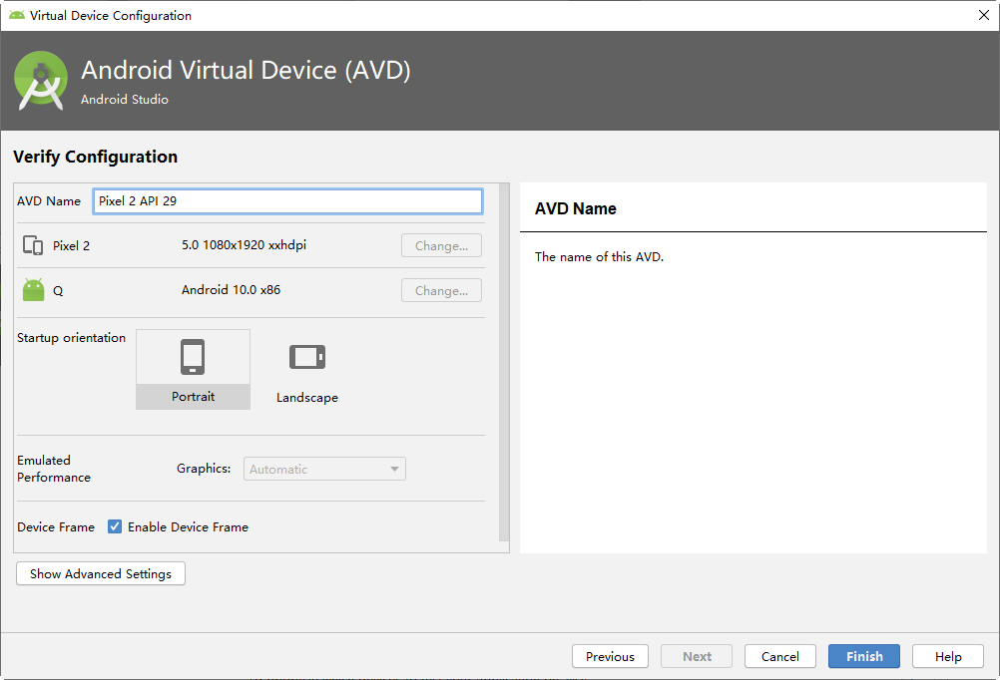 Virtual Device Configuration
Android Virtual Device (AVD)
Android Studio
Verify Configuration
AVD Name Pixel 2 API 29
Pixel 2 5.0 1080x1920 xxhdpi Change...
Q Android 10.0 x86 Change...
Startup orientation
Portrait
Landscape
Emulated
Performance
Graphics: Automatic
Device Frame Enable Device Frame
Show Advanced Settings
AVD Name
The name of this AVD.
Previous Next Cancel Finish Help